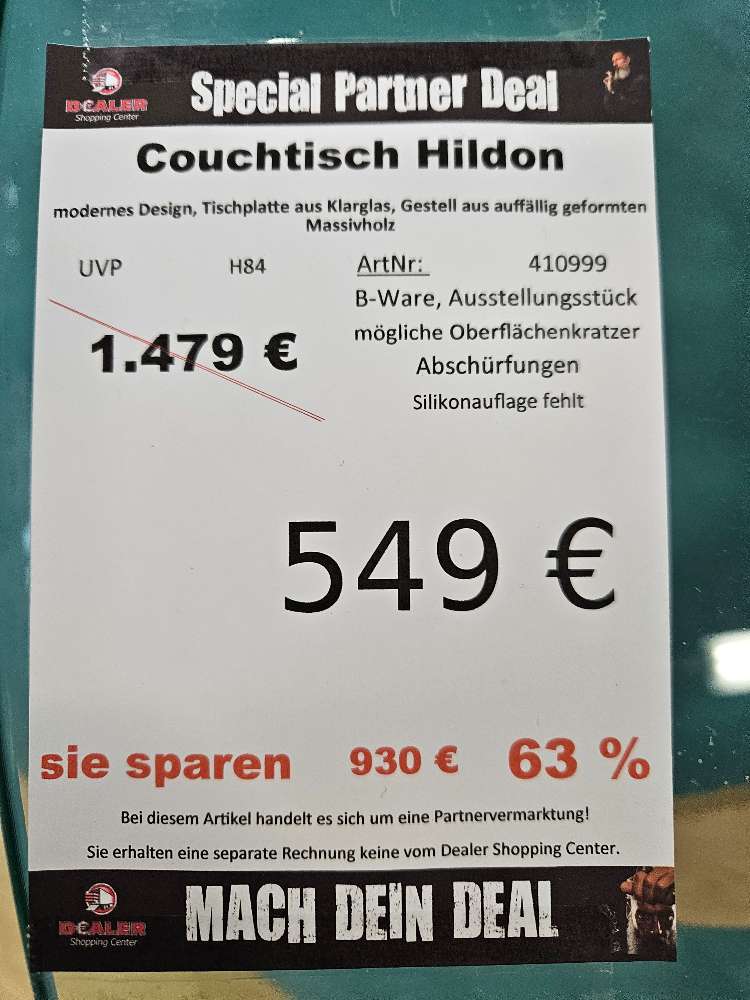 DEALER
Shopping Center
Special Partner Deal
Couchtisch Hildon
modernes Design, Tischplatte aus Klarglas, Gestell aus auffällig geformten
Massivholz
UVP H84 ArtNr: 410999
B-Ware, Ausstellungsstück
1.479 €
mögliche Oberflächenkratzer
Abschürfungen
Silikonauflage fehlt
549 €
sie sparen 930 € 63 %
Bei diesem Artikel handelt es sich um eine Partnervermarktung!
Sie erhalten eine separate Rechnung keine vom Dealer Shopping Center.
D€ALER
Shopping Center
MACH DEIN DEAL